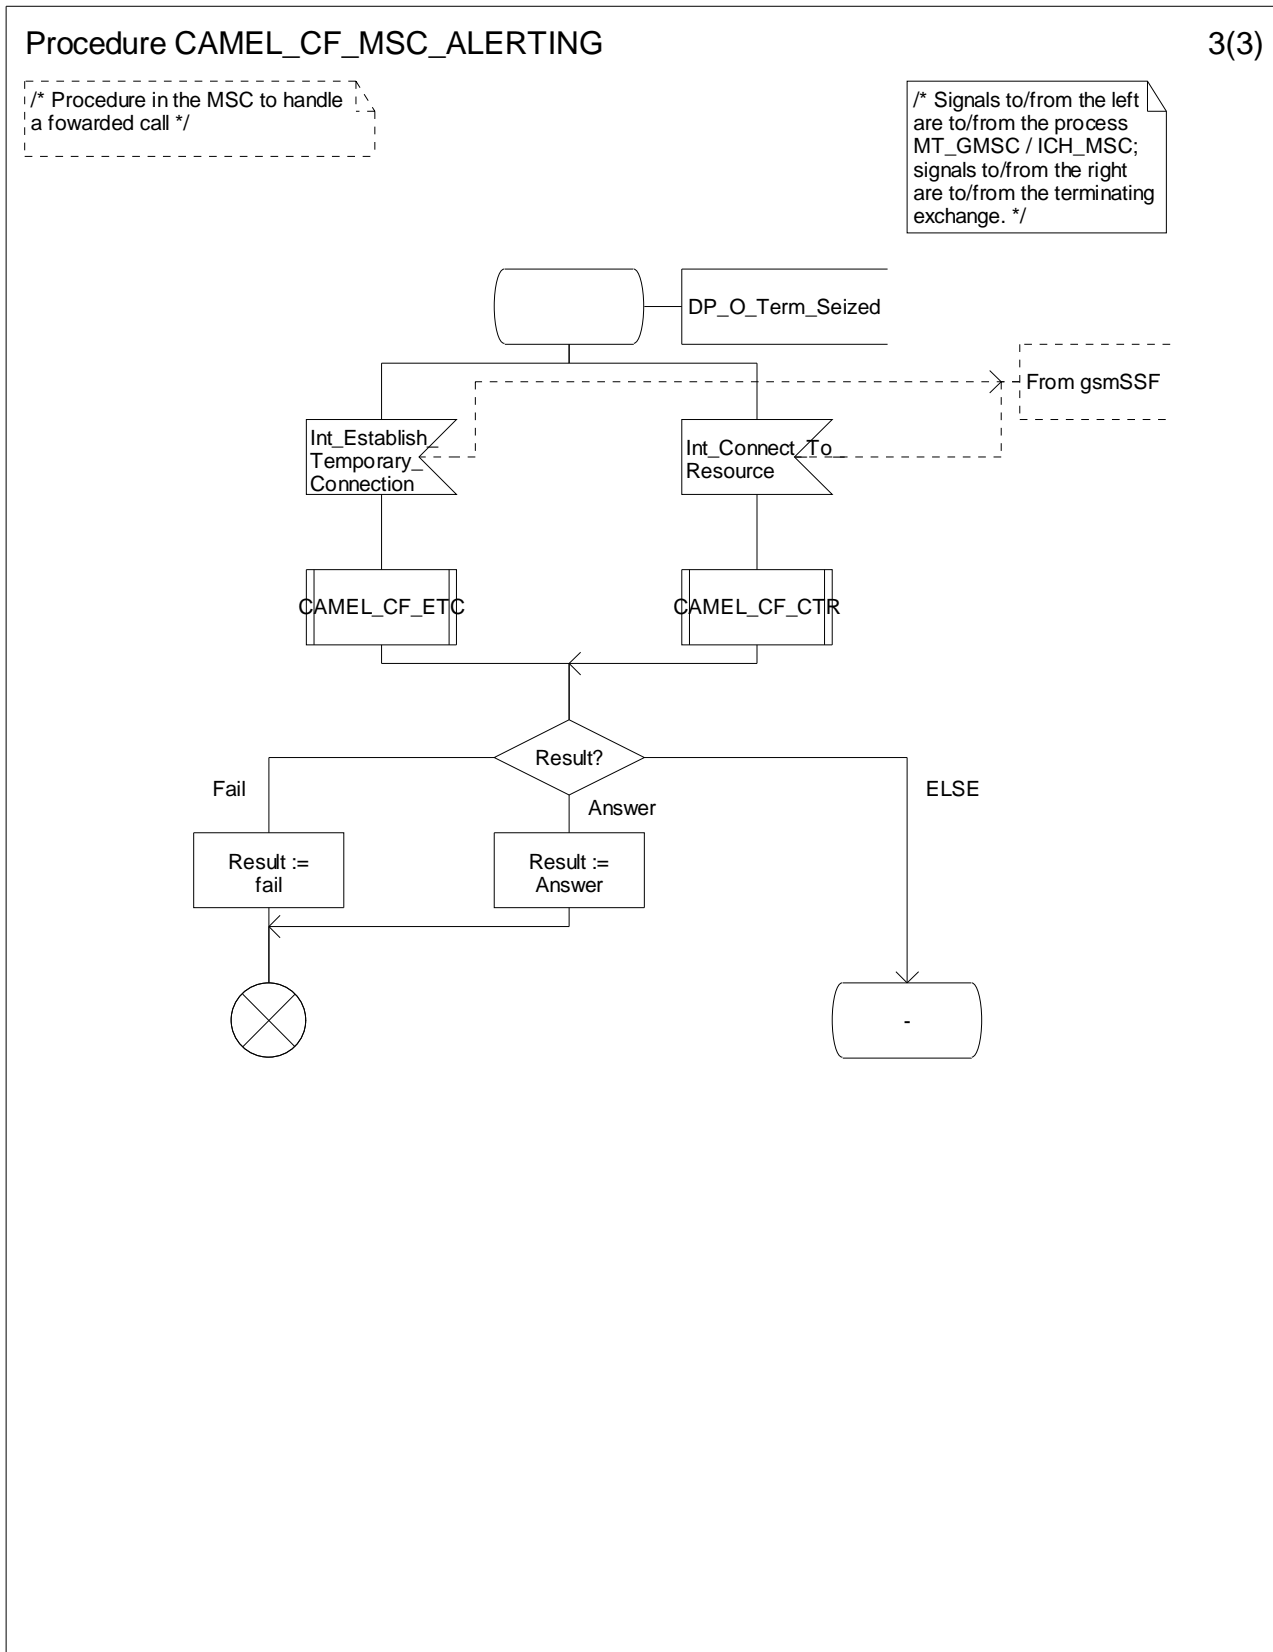 Procedure CAMEL_CF_MSC_ALERTING
3(3)
/* Procedure in the MSC to handle
a fowarded call */
/* Signals to/from the left
are to/from the process
MT_GMSC / ICH_MSC;
signals to/from the right
are to/from the terminating
exchange. */
DP_O_Term_Seized
From gsmSSF
Int_Establish_
Temporary_
Connection
Int_Connect_To_
Resource
CAMEL_CF_ETC
CAMEL_CF_CTR
Result?
Fail
Answer
ELSE
Result :=
fail
Result :=
Answer
-